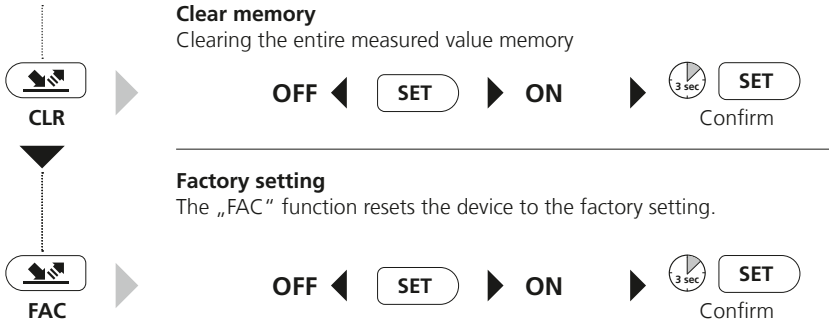 Clear memory
Clearing the entire measured value memory
OFF SET ON 3 sec SET
CLR Confirm
Factory setting
The „FAC“ function resets the device to the factory setting.
OFF SET ON 3 sec SET
FAC Confirm